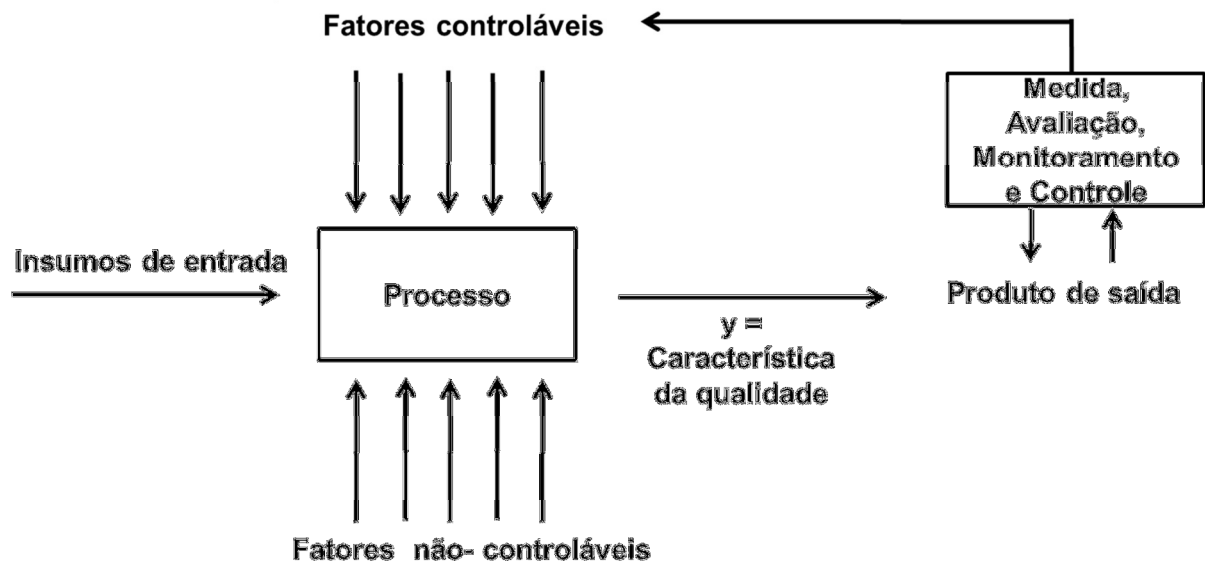 Fatores controláveis
Medida,
Avaliação,
Monitoramento
e Controle
Insumos de entrada
Processo
Produto de saída
y =
Característica
da qualidade
Fatores não- controláveis